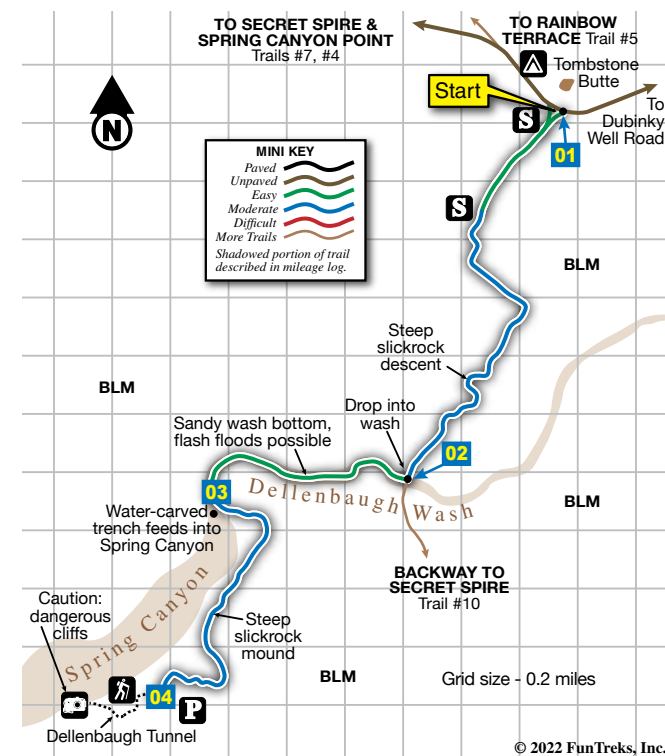 TO SECRET SPIRE &
SPRING CANYON POINT
Trails #7, #4
TO RAINBOW
TERRACE Trail #5
Tombstone
Butte
Start
To
Dubinky
Well Road
S
01
N
MINI KEY
Paved
Unpaved
Easy
Moderate
Difficult
More Trails
Shadowed portion of trail
described in mileage log.
S
BLM
Steep
slickrock
descent
BLM
Drop into
wash
Sandy wash bottom,
flash floods possible
02
03
Dellenbaugh Wash
BLM
Water-carved
trench feeds into
Spring Canyon
BACKWAY TO
SECRET SPIRE
Trail #10
Caution:
dangerous
cliffs
Spring Canyon
Steep
slickrock
mound
BLM
Grid size - 0.2 miles
04
P
Dellenbaugh Tunnel
© 2022 FunTreks, Inc.